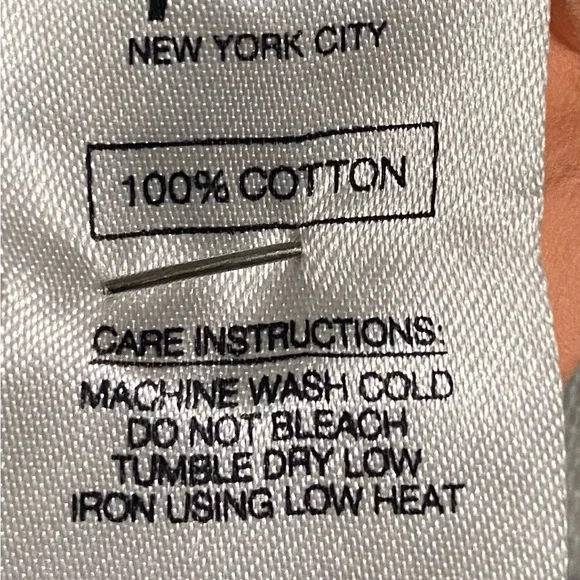 NEW YORK CITY
100% COTTON
CARE INSTRUCTIONS:
MACHINE WASH COLD
DO NOT BLEACH
TUMBLE DRY LOW
IRON USING LOW HEAT